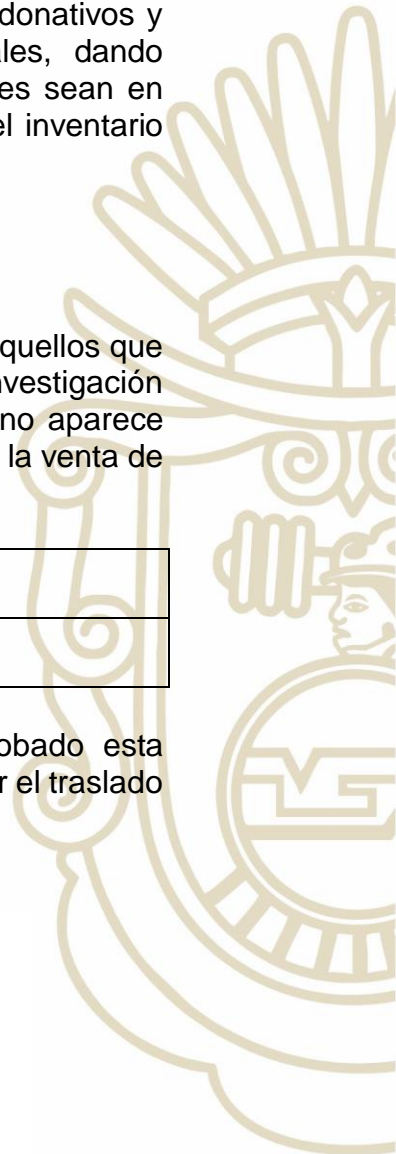 donativos y
ales, dando
es sean en
el inventario
quellos que
nvestigación
no aparece
la venta de
obado esta
r el traslado